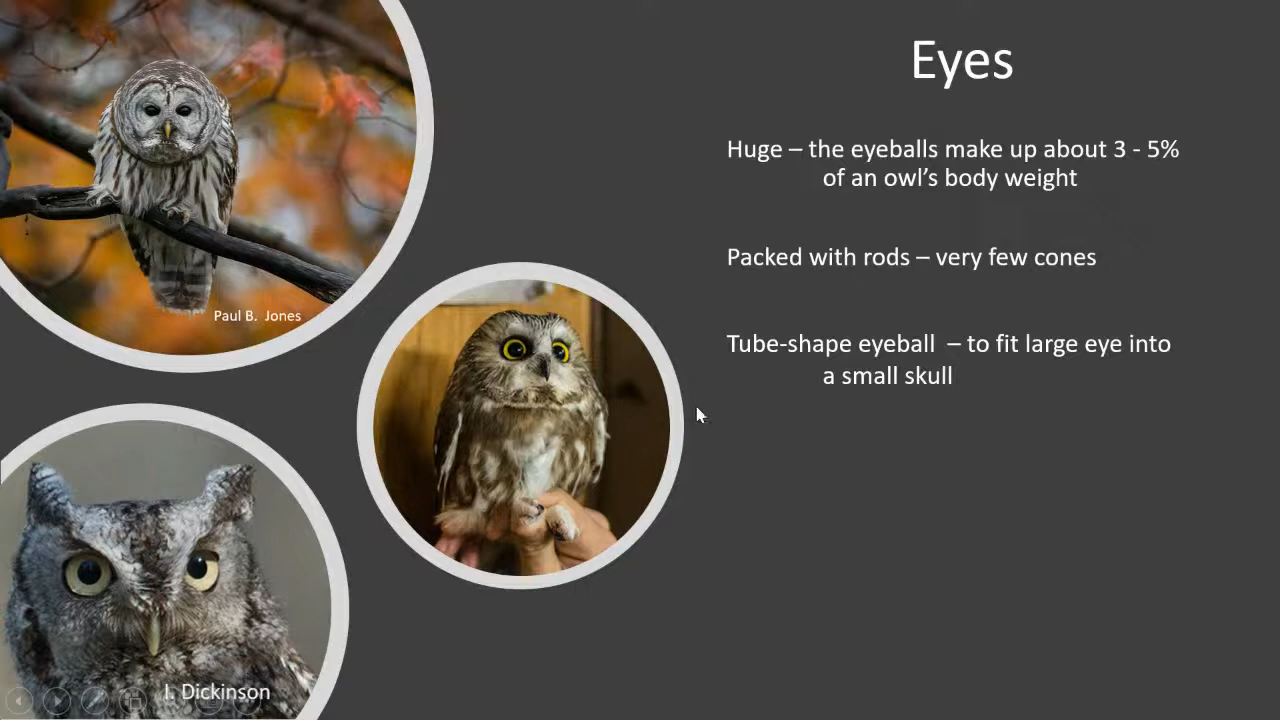 Eyes
Huge – the eyeballs make up about 3 - 5%
of an owl’s body weight
Packed with rods – very few cones
Tube-shape eyeball – to fit large eye into
a small skull
Paul B. Jones
I. Dickinson